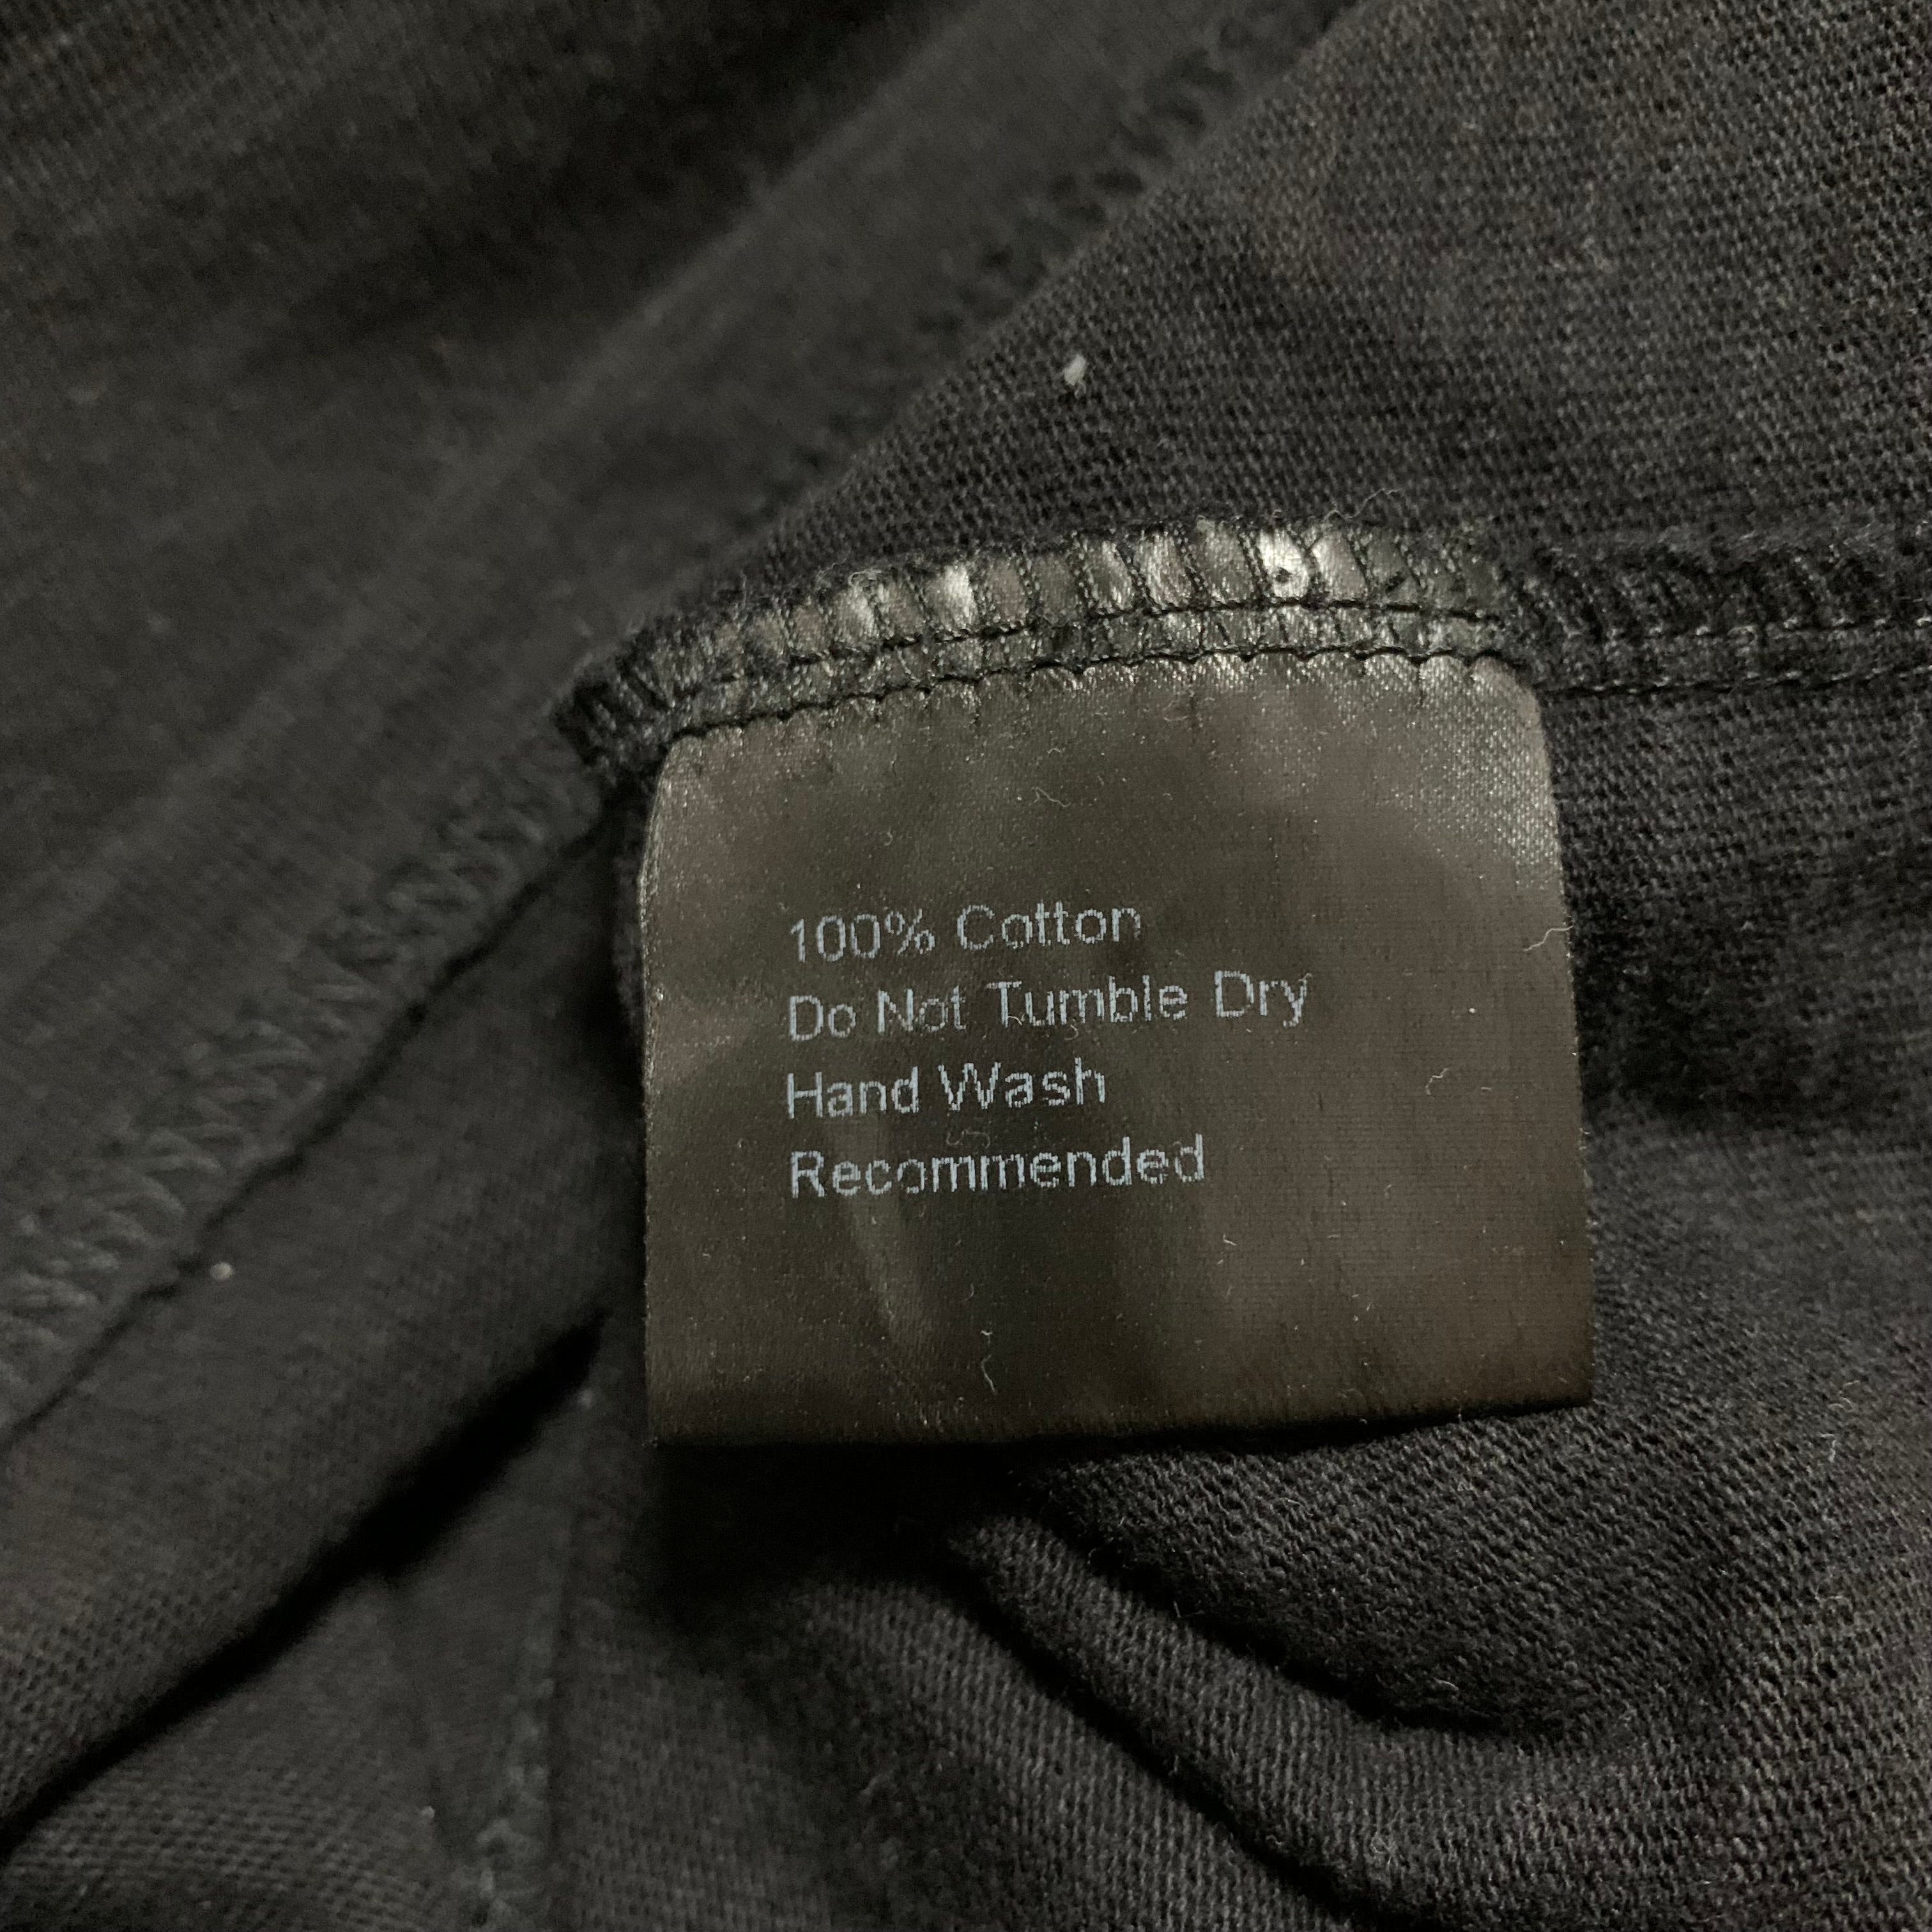 100% Cotton
Do Not Tumble Dry
Hand Wash
Recommended